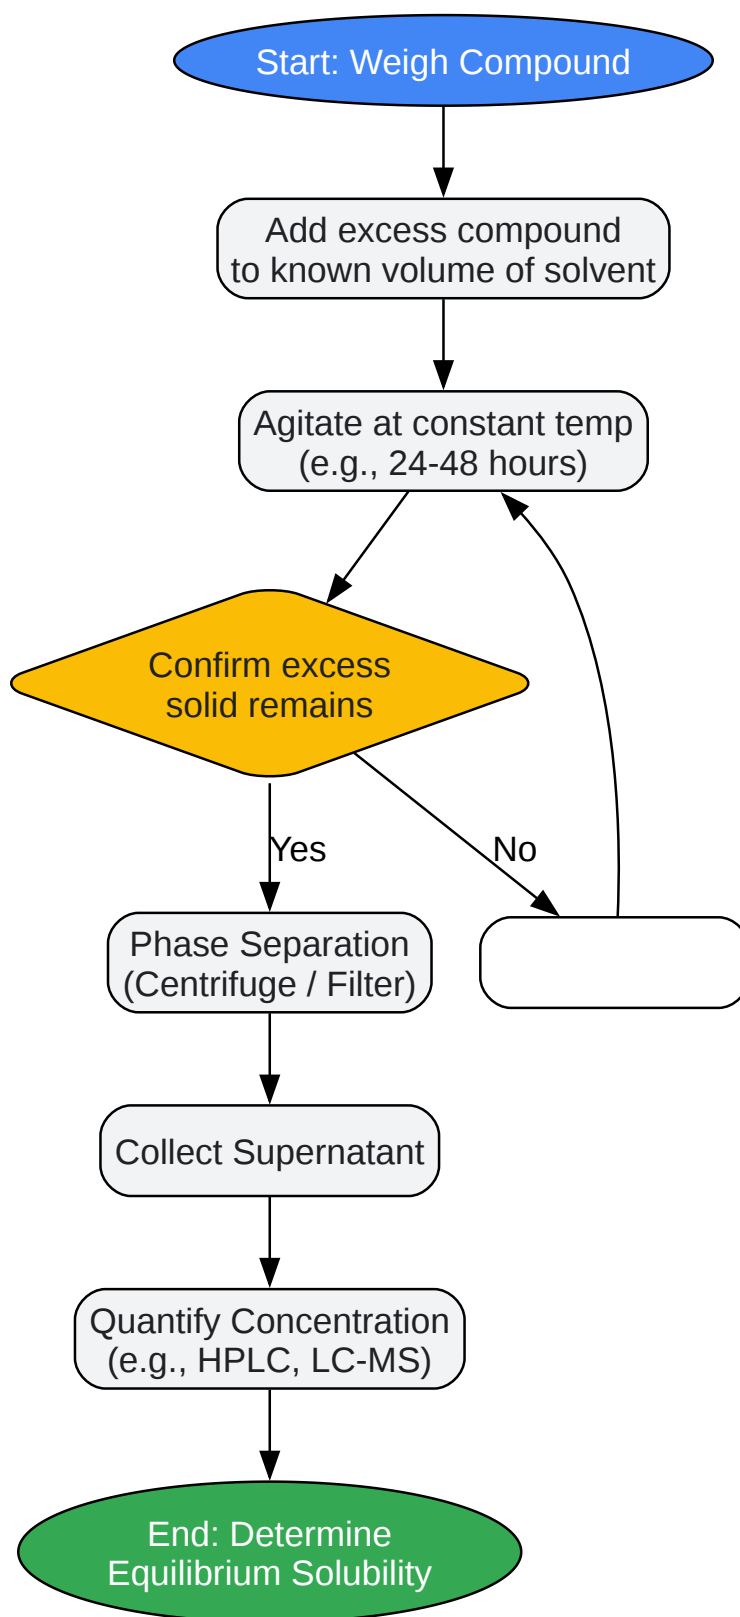 Start: Weigh Compound
Add excess compound
to known volume of solvent
Agitate at constant temp
(e.g., 24-48 hours)
Confirm excess
solid remains
Yes
No
Phase Separation
(Centrifuge / Filter)
Collect Supernatant
Quantify Concentration
(e.g., HPLC, LC-MS)
End: Determine
Equilibrium Solubility